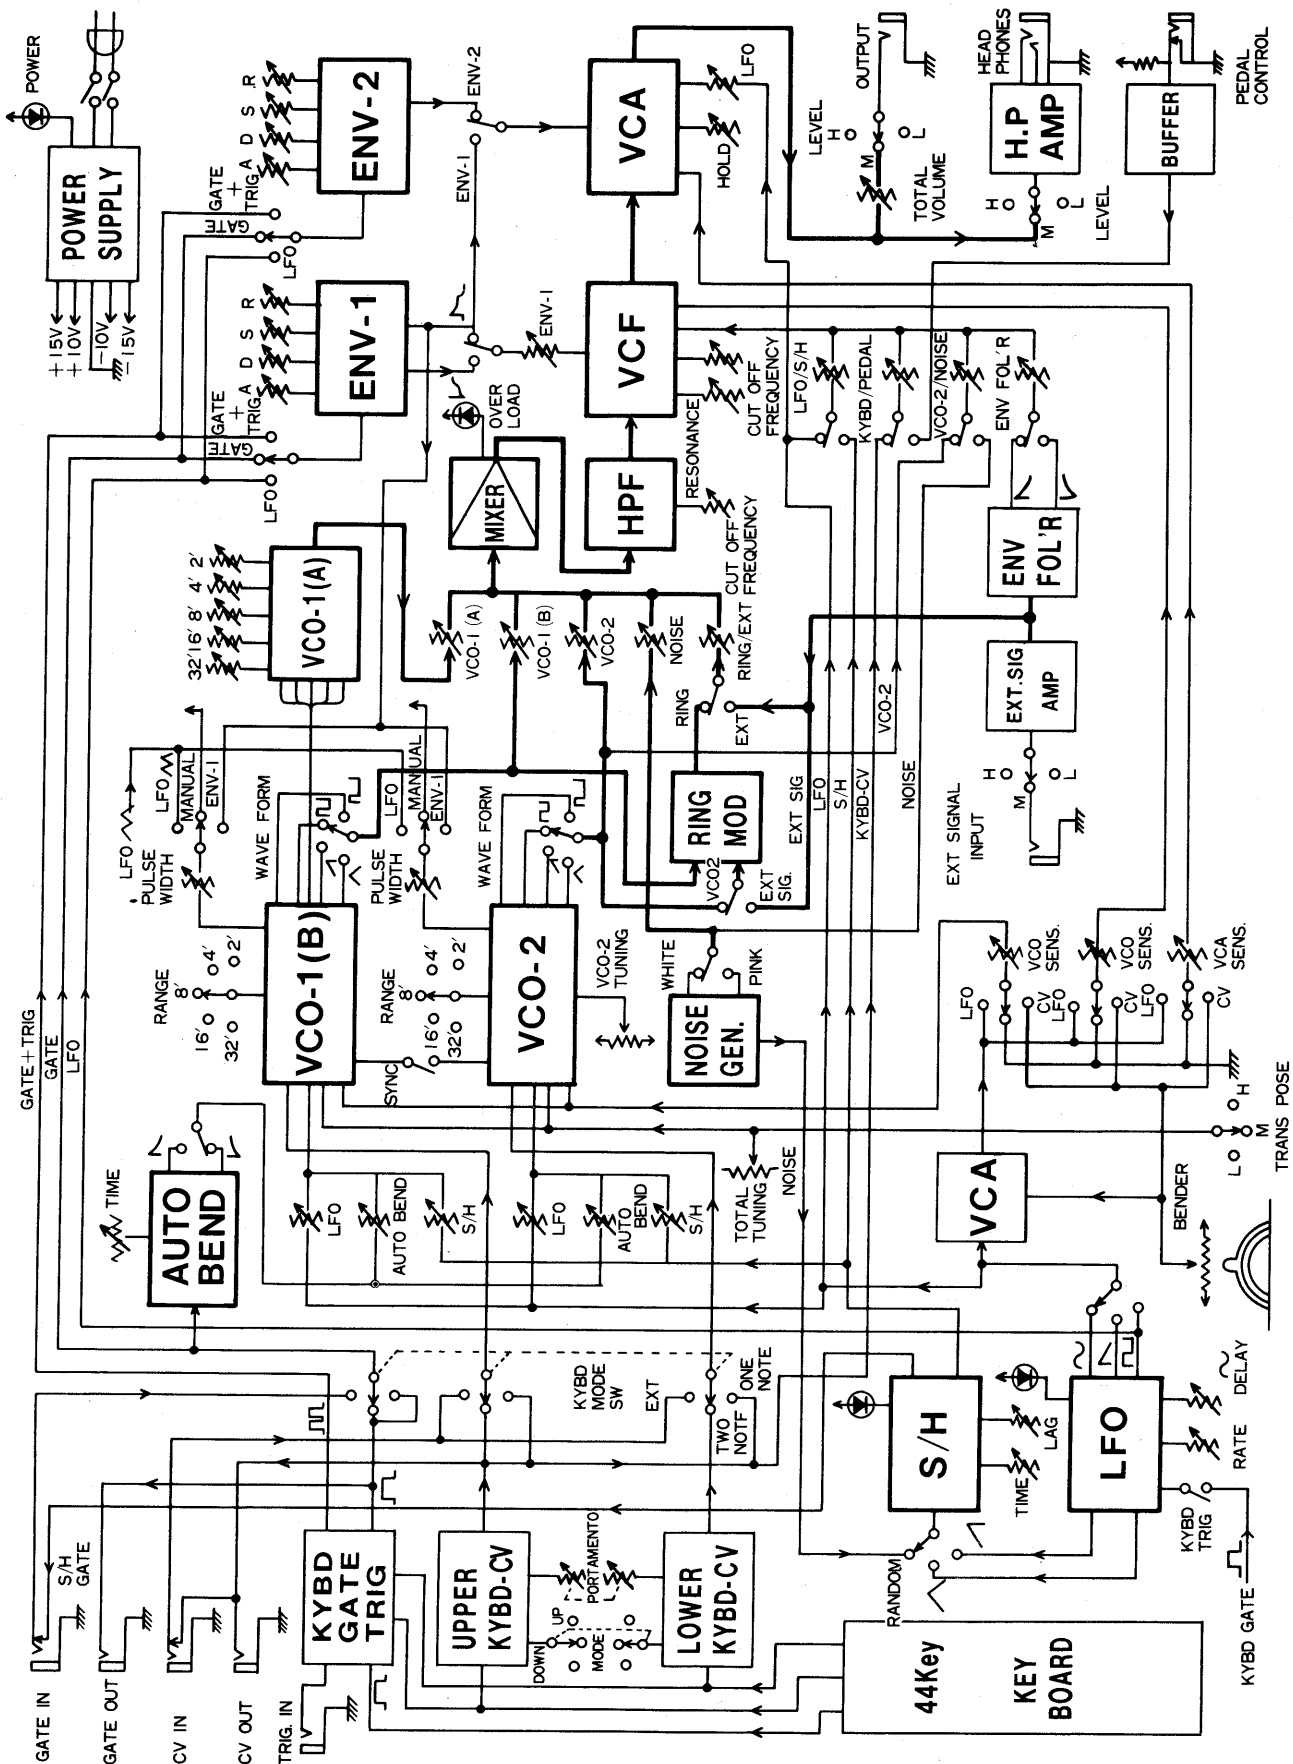 POWER
POWER
SUPPLY
+15V
+10V
-10V
-15V
A D S R
ENV-2
GATE
+
TRIG
GATE
LFO
ENV-2
ENV-1
VCA
LFO
HOLD
OUTPUT
LEVEL
H
M
L
TOTAL
VOLUME
HEAD
PHONES
H.P
AMP
H
M
L
LEVEL
PEDAL
CONTROL
BUFFER
A D S R
ENV-1
GATE
+
TRIG
GATE
LFO
ENV-1
VCF
CUT OFF
FREQUENCY
RESONANCE
LFO/S/H
KYBD/PEDAL
VCO-2/NOISE
ENV FOL'R
OVER
LOAD
MIXER
HPF
CUT OFF
FREQUENCY
ENV
FOL'R
EXT.SIG
AMP
H
M
L
EXT SIGNAL
INPUT
32' 16' 8' 4' 2'
VCO-1(A)
VCO-1 (A)
VCO-1 (B)
VCO-2
NOISE
RING/EXT
RING
EXT
EXT SIG
LFO
S/H
KYBD-CV
VCO-2
NOISE
RING
MOD
VCO2
EXT
SIG.
LFO
LFO
MANUAL
ENV-1
PULSE
WIDTH
WAVE FORM
RANGE
16'
8'
4'
2'
32'
VCO-1(B)
LFO
MANUAL
ENV-1
PULSE
WIDTH
WAVE FORM
RANGE
16'
8'
4'
2'
32'
SYNC
VCO-2
VCO-2
TUNING
WHITE
PINK
NOISE
GEN.
NOISE
GATE+TRIG
GATE
LFO
TIME
AUTO
BEND
LFO
AUTO BEND
S/H
LFO
AUTO
BEND
S/H
TOTAL
TUNING
LFO
VCO
SENS.
CV
LFO
VCO
SENS.
CV
LFO
VCA
SENS.
CV
VCA
BENDER
L
M
H
TRANS POSE
KYBD
MODE
SW
EXT
ONE
NOTE
TWO
NOTF
S/H
TIME
LAG
RANDOM
LFO
RATE
DELAY
KYBD
TRIG
KYBD GATE
GATE IN
S/H
GATE
GATE OUT
CV IN
CV OUT
TRIG. IN
KYBD
GATE
TRIG
UPPER
KYBD-CV
PORTAMENTO
UP
DOWN
MODE
LOWER
KYBD-CV
44Key
KEY
BOARD